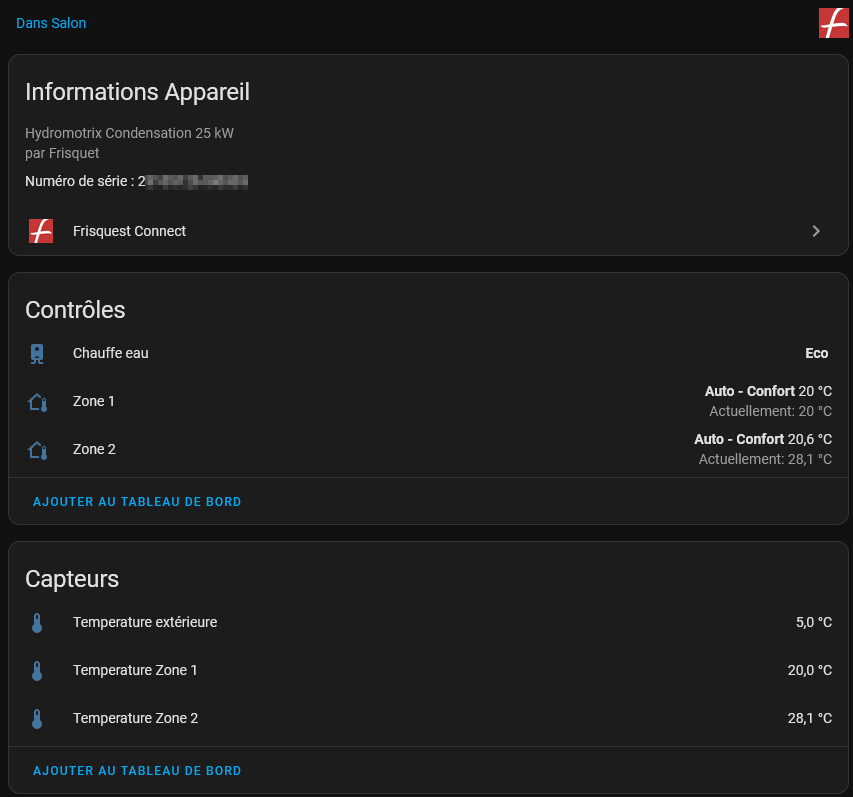 Dans Salon
Informations Appareil
Hydromotrix Condensation 25 kW
par Frisquet
Numéro de série : 2
Frisquest Connect
Contrôles
Chauffe eau Eco
Zone 1 Auto - Confort 20 °C
Actuellement: 20 °C
Zone 2 Auto - Confort 20,6 °C
Actuellement: 28,1 °C
AJOUTER AU TABLEAU DE BORD
Capteurs
Temperature extérieure 5,0 °C
Temperature Zone 1 20,0 °C
Temperature Zone 2 28,1 °C
AJOUTER AU TABLEAU DE BORD